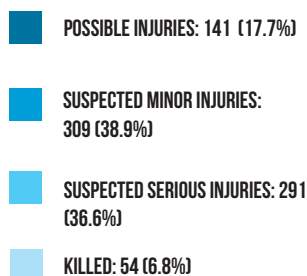 POSSIBLE INJURIES: 141 (17.7%)
SUSPECTED MINOR INJURIES:
309 (38.9%)
SUSPECTED SERIOUS INJURIES: 291
(36.6%)
KILLED: 54 (6.8%)